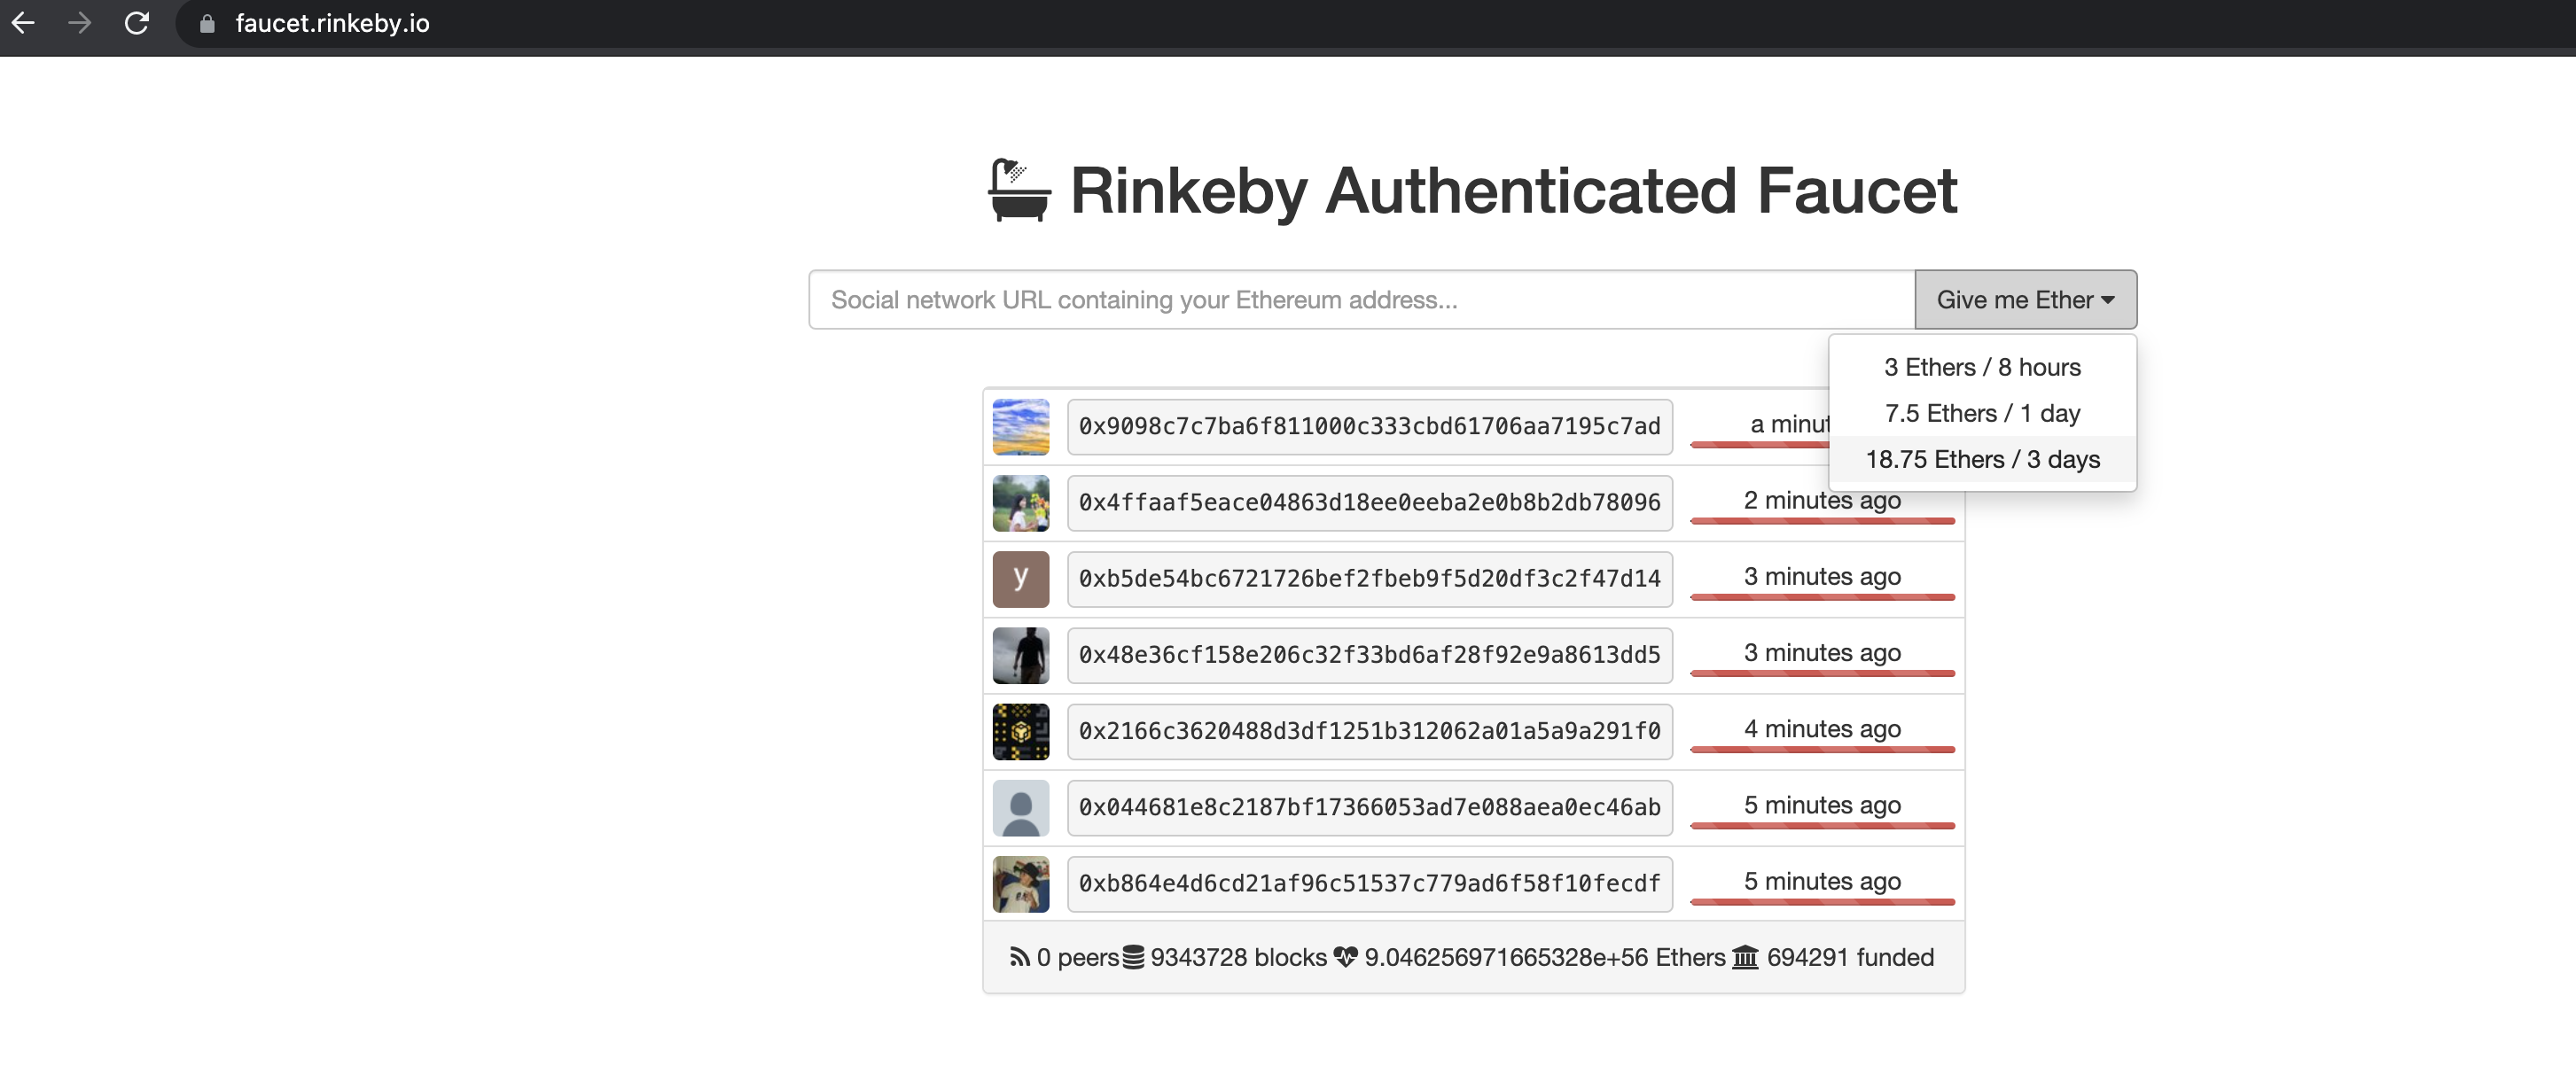 faucet.rinkeby.io
Rinkeby Authenticated Faucet
Social network URL containing your Ethereum address...
Give me Ether
3 Ethers / 8 hours
7.5 Ethers / 1 day
18.75 Ethers / 3 days
0x9098c7c7ba6f811000c333cbd61706aa7195c7ad a minut
0x4ffaaf5eace04863d18ee0eeba2e0b8b2db78096 2 minutes ago
y 0xb5de54bc6721726bef2fbeb9f5d20df3c2f47d14 3 minutes ago
0x48e36cf158e206c32f33bd6af28f92e9a8613dd5 3 minutes ago
0x2166c3620488d3df1251b312062a01a5a9a291f0 4 minutes ago
0x044681e8c2187bf17366053ad7e088aea0ec46ab 5 minutes ago
0xb864e4d6cd21af96c51537c779ad6f58f10fecdf 5 minutes ago
0 peers 9343728 blocks 9.046256971665328e+56 Ethers 694291 funded